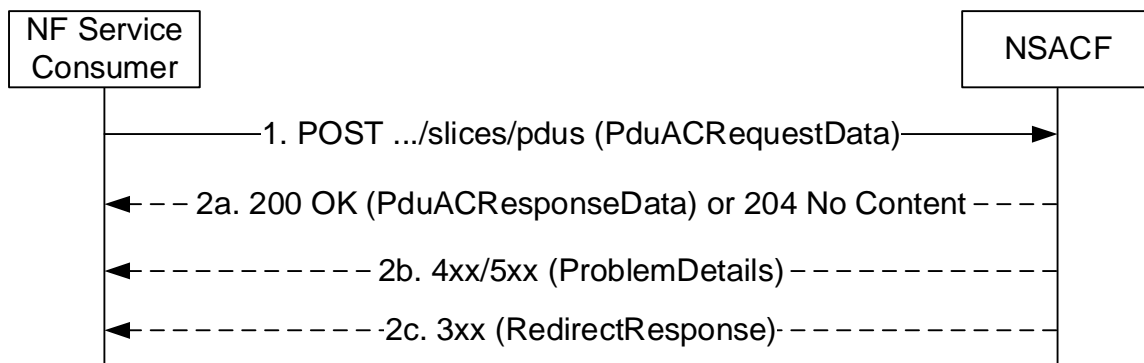 NF Service
Consumer
NSACF
1. POST .../slices/pdus (PduACRequestData)
2a. 200 OK (PduACResponseData) or 204 No Content
2b. 4xx/5xx (ProblemDetails)
2c. 3xx (RedirectResponse)